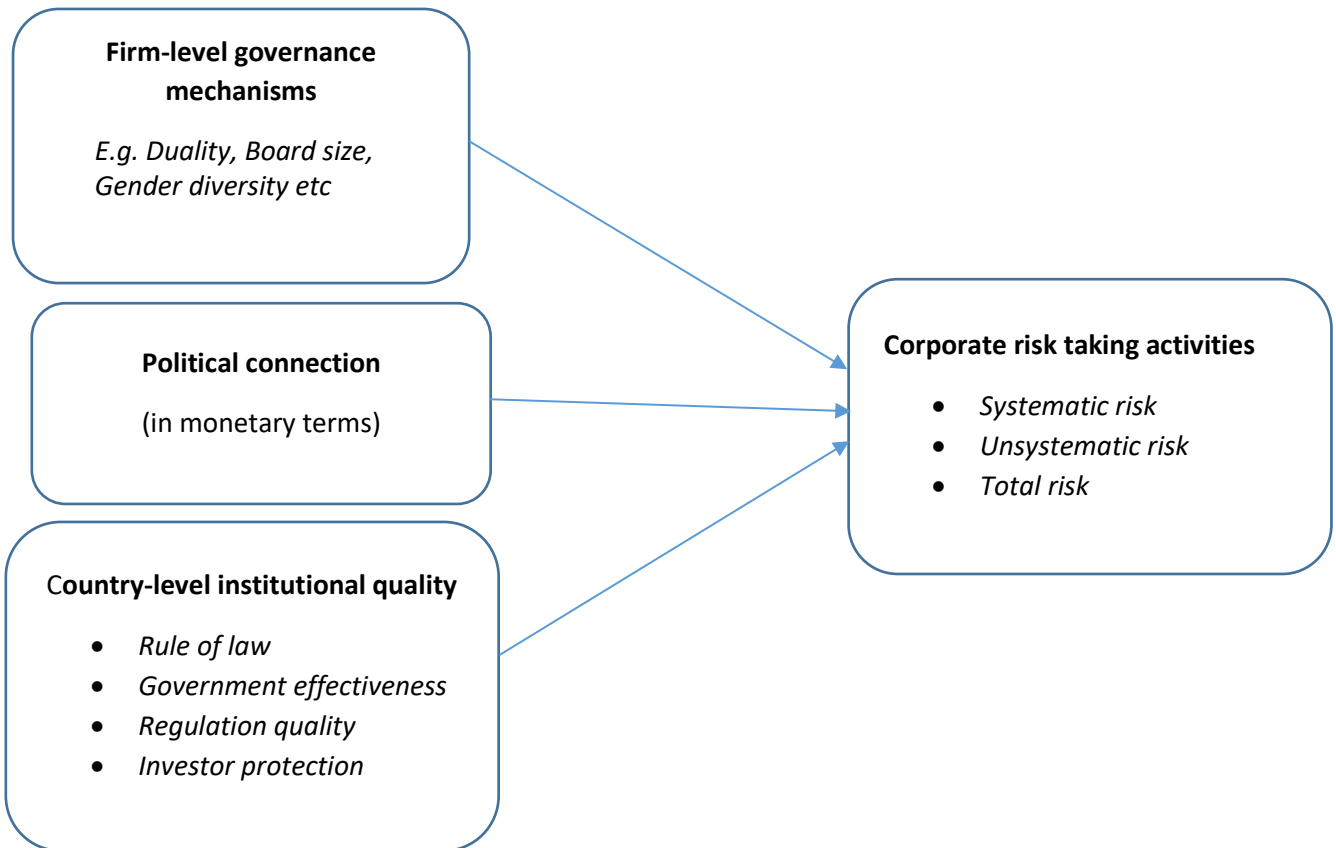 Firm-level governance
mechanisms
E.g. Duality, Board size,
Gender diversity etc
Political connection
(in monetary terms)
Country-level institutional quality
• Rule of law
• Government effectiveness
• Regulation quality
• Investor protection
Corporate risk taking activities
• Systematic risk
• Unsystematic risk
• Total risk